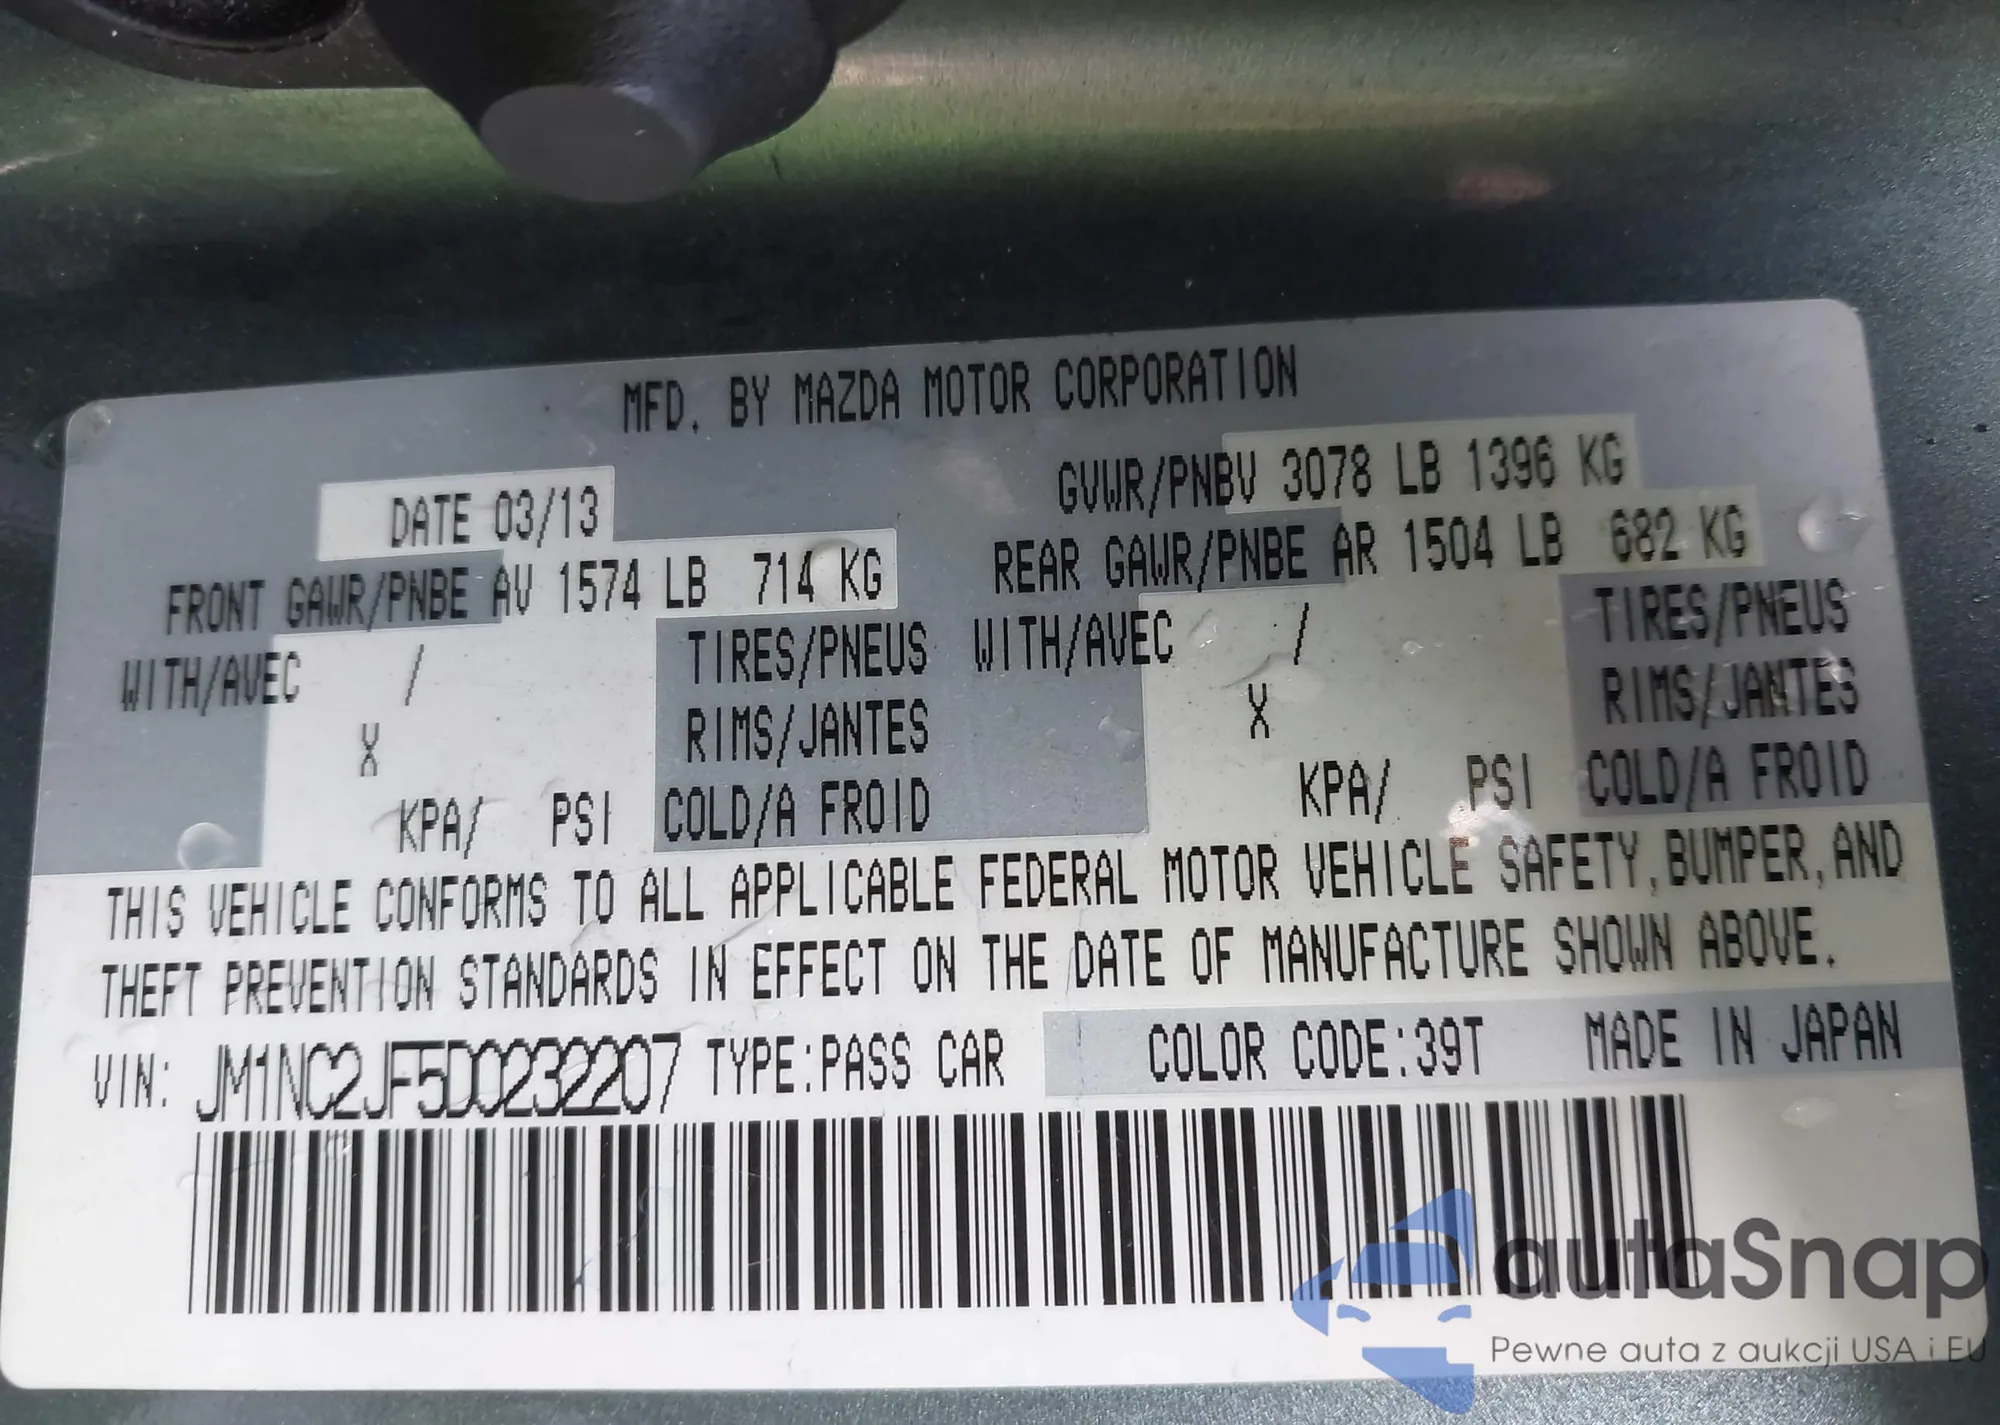 MFD. BY MAZDA MOTOR CORPORATION
DATE 03/13
GVWR/PNBV 3078 LB 1396 KG
FRONT GAWR/PNBE AV 1574 LB 714 KG
REAR GAWR/PNBE AR 1504 LB 682 KG
WITH/AVEC / TIRES/PNEUS
WITH/AVEC / TIRES/PNEUS
X RIMS/JANTES
X RIMS/JANTES
KPA/ PSI COLD/A FROID
KPA/ PSI COLD/A FROID
THIS VEHICLE CONFORMS TO ALL APPLICABLE FEDERAL MOTOR VEHICLE SAFETY,BUMPER,AND
THEFT PREVENTION STANDARDS IN EFFECT ON THE DATE OF MANUFACTURE SHOWN ABOVE.
VIN: JM1NC2JF5D0232207 TYPE:PASS CAR COLOR CODE:39T MADE IN JAPAN
autaSnap
Pewne auta z aukcji USA i EU